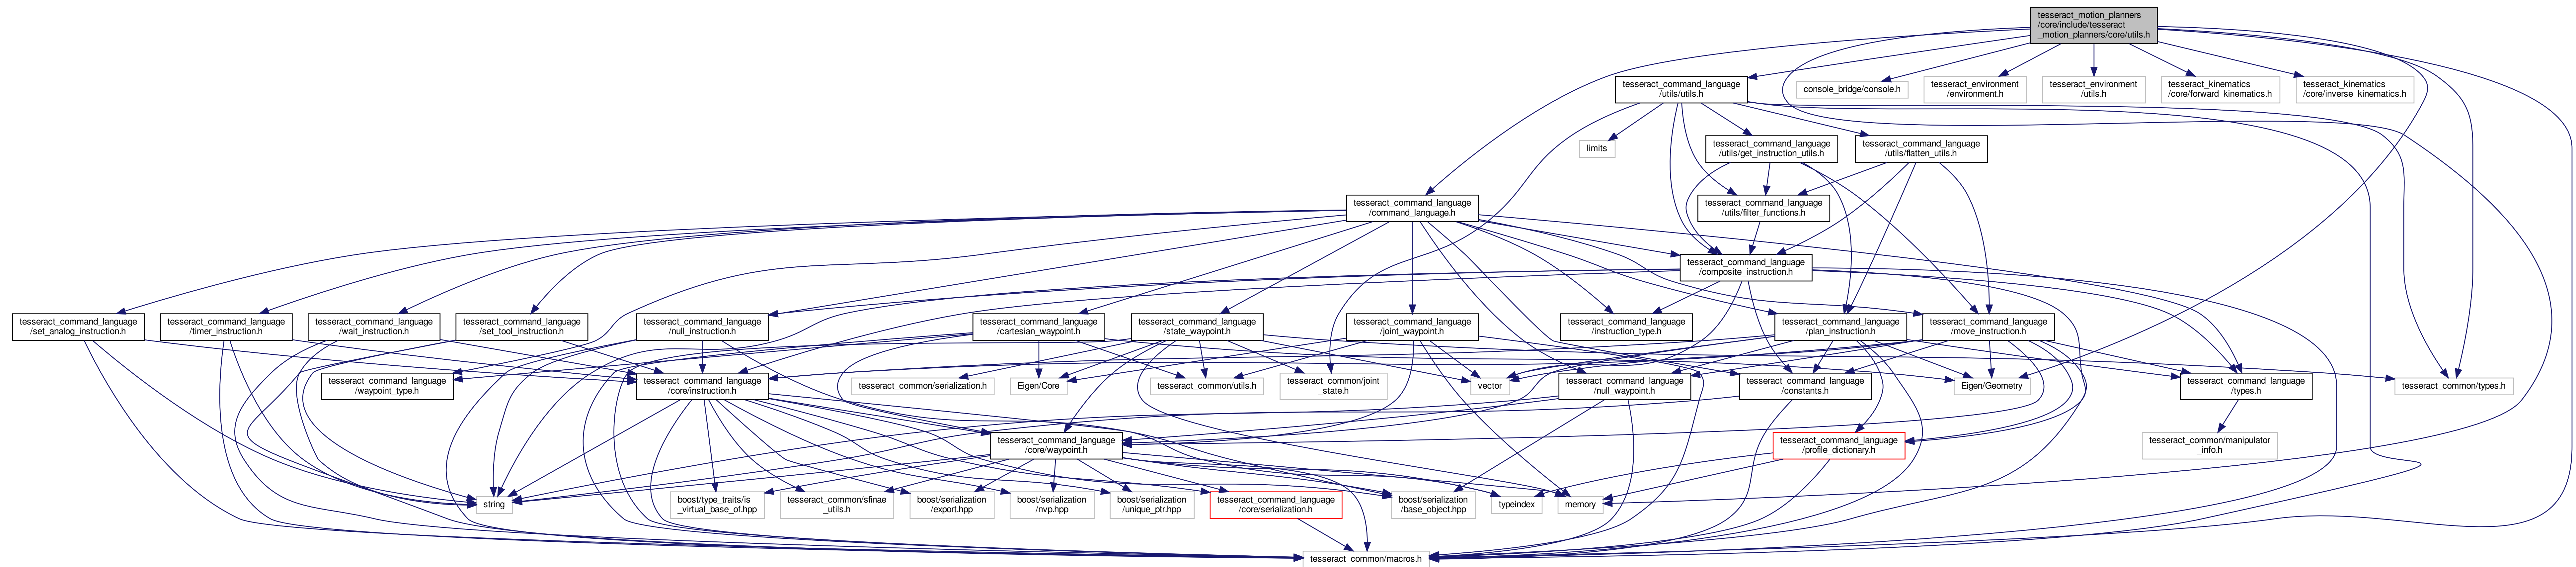 tesseract_motion_planners
/core/include/tesseract
_motion_planners/core/utils.h
tesseract_command_language
/utils/utils.h
console_bridge/console.h
tesseract_environment
/environment.h
tesseract_environment
/utils.h
tesseract_kinematics
/core/forward_kinematics.h
tesseract_kinematics
/core/inverse_kinematics.h
limits
tesseract_command_language
/utils/get_instruction_utils.h
tesseract_command_language
/utils/flatten_utils.h
tesseract_command_language
/command_language.h
tesseract_command_language
/utils/filter_functions.h
tesseract_command_language
/composite_instruction.h
tesseract_command_language
/set_analog_instruction.h
tesseract_command_language
/timer_instruction.h
tesseract_command_language
/wait_instruction.h
tesseract_command_language
/set_tool_instruction.h
tesseract_command_language
/null_instruction.h
tesseract_command_language
/cartesian_waypoint.h
tesseract_command_language
/state_waypoint.h
tesseract_command_language
/joint_waypoint.h
tesseract_command_language
/instruction_type.h
tesseract_command_language
/plan_instruction.h
tesseract_command_language
/move_instruction.h
tesseract_command_language
/waypoint_type.h
tesseract_command_language
/core/instruction.h
tesseract_common/serialization.h
Eigen/Core
tesseract_common/utils.h
tesseract_common/joint
_state.h
vector
tesseract_command_language
/null_waypoint.h
tesseract_command_language
/constants.h
Eigen/Geometry
tesseract_command_language
/types.h
tesseract_common/types.h
tesseract_command_language
/core/waypoint.h
tesseract_command_language
/profile_dictionary.h
tesseract_common/manipulator
_info.h
string
boost/type_traits/is
_virtual_base_of.hpp
tesseract_common/sfinae
_utils.h
boost/serialization
/export.hpp
boost/serialization
/nvp.hpp
boost/serialization
/unique_ptr.hpp
tesseract_command_language
/core/serialization.h
boost/serialization
/base_object.hpp
typeindex
memory
tesseract_common/macros.h